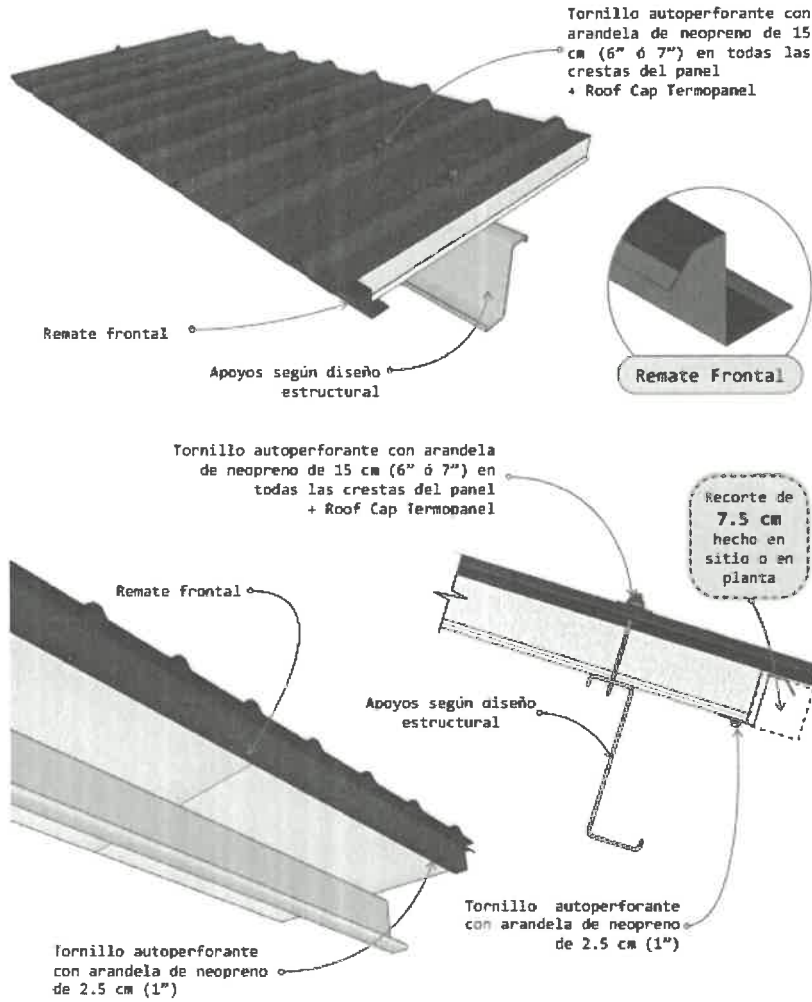 Tornillo autoperforante con
arandela de neopreno de 15
cm (6” ó 7”) en todas las
crestas del panel
+ Roof Cap Termopanel
Remate frontal
Apoyos según diseño
estructural
Remate Frontal
Tornillo autoperforante con arandela
de neopreno de 15 cm (6” ó 7”) en
todas las crestas del panel
+ Roof Cap Termopanel
Recorte de
7.5 cm
hecho en
sitio o en
planta
Remate frontal
Apoyos según diseño
estructural
Tornillo autoperforante
con arandela de neopreno
de 2.5 cm (1”)
Tornillo autoperforante
con arandela de neopreno
de 2.5 cm (1”)